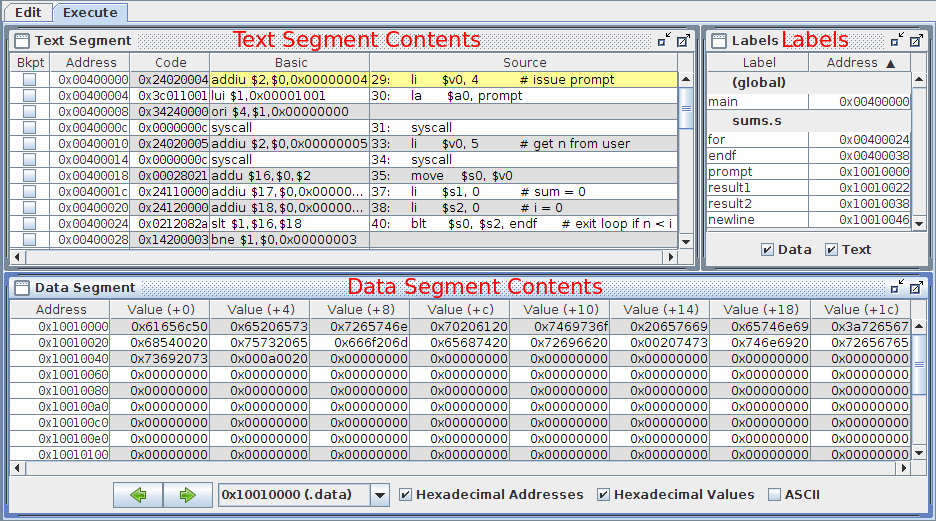 Edit Execute
Text Segment Text Segment Contents
Bkpt Address Code Basic Source
0x00400000 0x24020004 addiu $2,$0,0x00000004 29: li $v0, 4 # issue prompt
0x00400004 0x3c011001 lui $1,0x00001001 30: la $a0, prompt
0x00400008 0x34240000 ori $4,$1,0x00000000
0x0040000c 0x0000000c syscall 31: syscall
0x00400010 0x24020005 addiu $2,$0,0x00000005 33: li $v0, 5 # get n from user
0x00400014 0x0000000c syscall 34: syscall
0x00400018 0x00028021 addu $16,$0,$2 35: move $s0, $v0
0x0040001c 0x24110000 addiu $17,$0,0x00000... 37: li $s1, 0 # sum = 0
0x00400020 0x24120000 addiu $18,$0,0x00000... 38: li $s2, 0 # i = 0
0x00400024 0x0212082a slt $1,$16,$18 40: blt $s0, $s2, endf # exit loop if n < i
0x00400028 0x14200003 bne $1,$0,0x00000003
Labels Labels
Label Address ▲
(global)
main 0x00400000
sums.s
for 0x00400024
endf 0x00400038
prompt 0x10010000
result1 0x10010022
result2 0x10010038
newline 0x10010046
Data Text
Data Segment Data Segment Contents
Address Value (+0) Value (+4) Value (+8) Value (+c) Value (+10) Value (+14) Value (+18) Value (+1c)
0x10010000 0x61656c50 0x65206573 0x7265746e 0x70206120 0x7469736f 0x20657669 0x65746e69 0x3a726567
0x10010020 0x68540020 0x75732065 0x666f206d 0x65687420 0x72696620 0x00207473 0x746e6920 0x72656765
0x10010040 0x73692073 0x000a0020 0x00000000 0x00000000 0x00000000 0x00000000 0x00000000 0x00000000
0x10010060 0x00000000 0x00000000 0x00000000 0x00000000 0x00000000 0x00000000 0x00000000 0x00000000
0x10010080 0x00000000 0x00000000 0x00000000 0x00000000 0x00000000 0x00000000 0x00000000 0x00000000
0x100100a0 0x00000000 0x00000000 0x00000000 0x00000000 0x00000000 0x00000000 0x00000000 0x00000000
0x100100c0 0x00000000 0x00000000 0x00000000 0x00000000 0x00000000 0x00000000 0x00000000 0x00000000
0x100100e0 0x00000000 0x00000000 0x00000000 0x00000000 0x00000000 0x00000000 0x00000000 0x00000000
0x10010100 0x00000000 0x00000000 0x00000000 0x00000000 0x00000000 0x00000000 0x00000000 0x00000000
0x10010000 (.data) Hexadecimal Addresses Hexadecimal Values ASCII